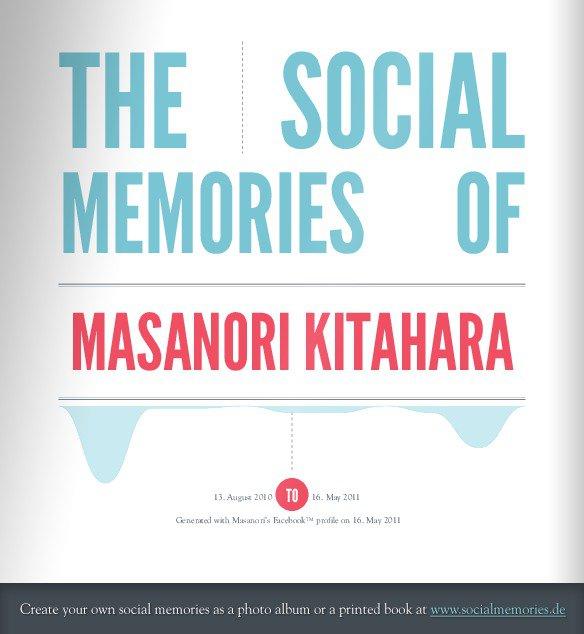 THE SOCIAL
MEMORIES OF
MASANORI KITAHARA
13. August 2010 TO 16. May 2011
Generated with Masanori's Facebook™ profile on 16. May 2011
Create your own social memories as a photo album or a printed book at www.socialmemories.de